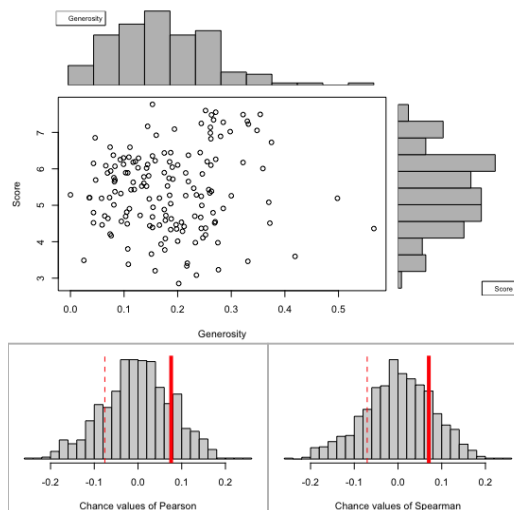 Generosity
7
6
5
4
3
Score
0.0 0.1 0.2 0.3 0.4 0.5
Generosity
Score
-0.2 -0.1 0.0 0.1 0.2
Chance values of Pearson
-0.2 -0.1 0.0 0.1 0.2
Chance values of Spearman